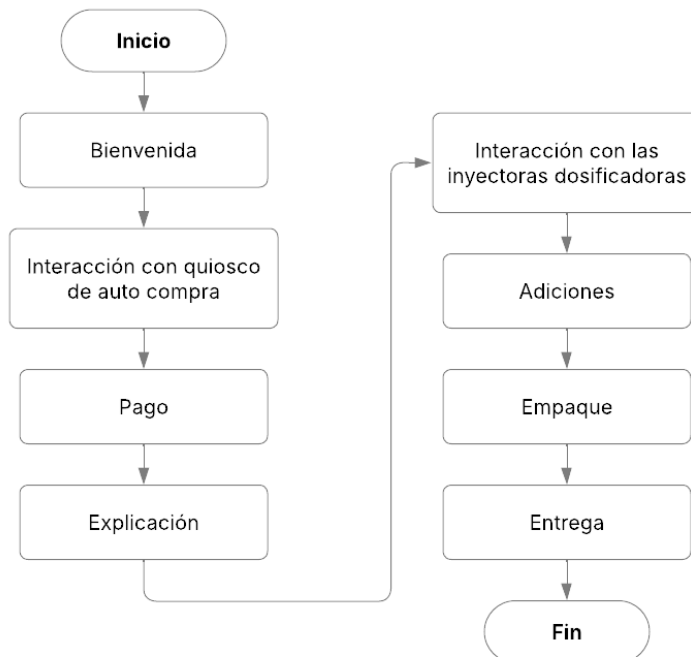 Inicio
Bienvenida
Interacción con quiosco
de auto compra
Pago
Explicación
Interacción con las
inyectoras dosificadoras
Adiciones
Empaque
Entrega
Fin